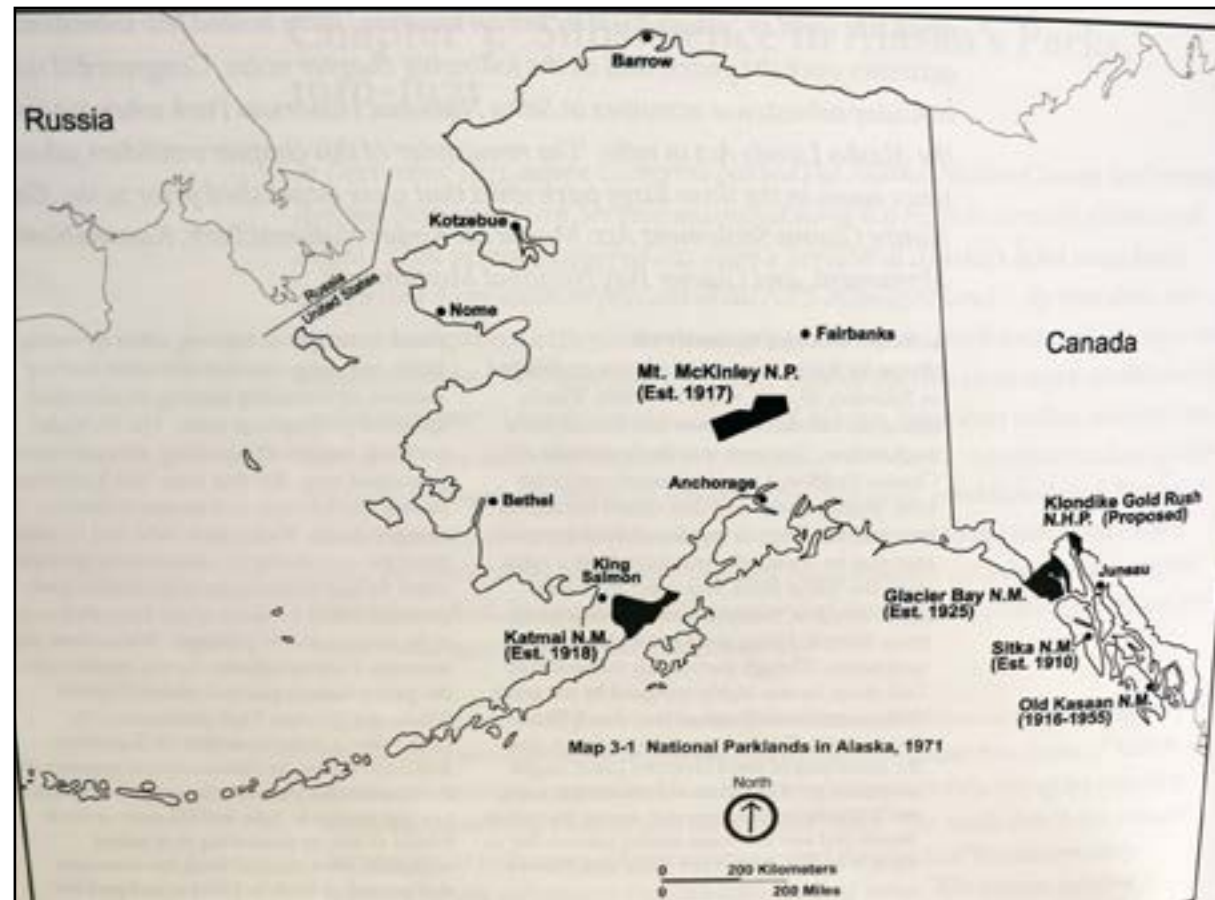 Barrow
Russia
Kotzebue
Russia
United States
Nome
Fairbanks
Canada
Mt. McKinley N.P.
(Est. 1917)
Anchorage
Bethel
Klondike Gold Rush
N.H.P. (Proposed)
King
Salmon
Juneau
Glacier Bay N.M.
(Est. 1925)
Katmai N.M.
(Est. 1918)
Sitka N.M.
(Est. 1910)
Old Kasaan N.M.
(1916-1955)
Map 3-1 National Parklands in Alaska, 1971
North
0 200 Kilometers
0 200 Miles